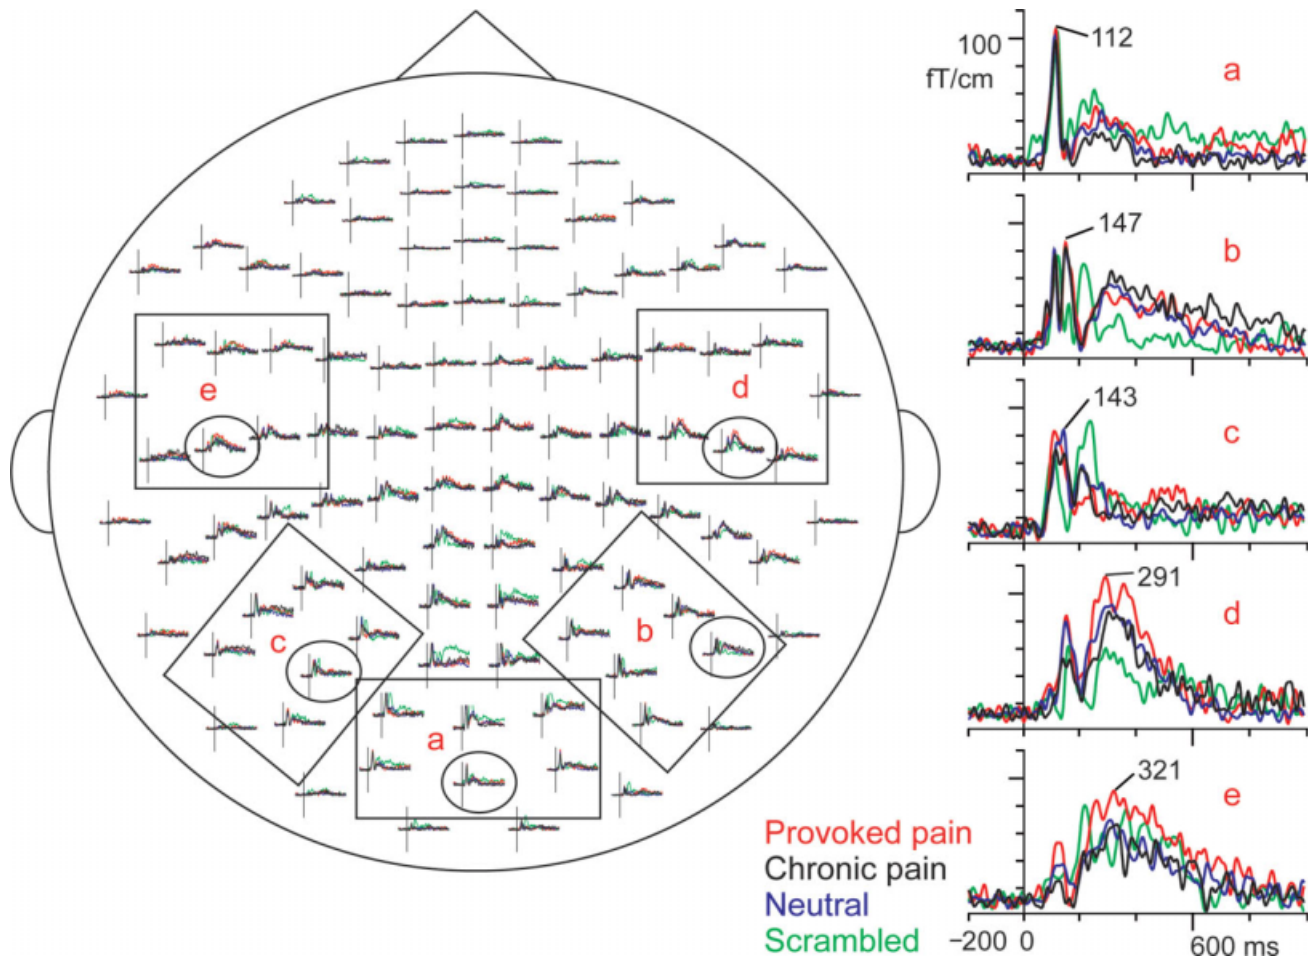 100
fT/cm
112
a
147
b
143
c
291
d
321
e
e
d
c
b
a
Provoked pain
Chronic pain
Neutral
Scrambled
−200 0 600 ms